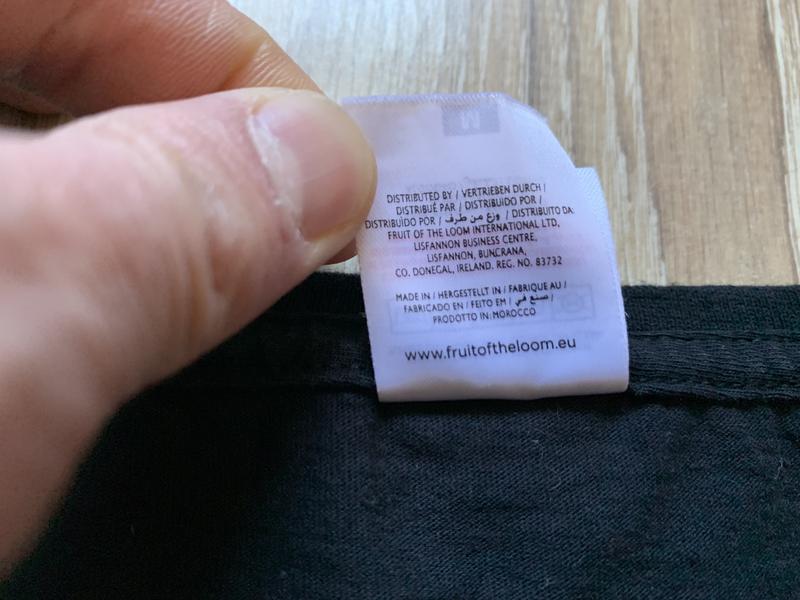 DISTRIBUTED BY / VERTRIEBEN DURCH /
DISTRIBUÉ PAR / DISTRIBUIDO POR /
DISTRIBUÍDO POR / وزع من طرف / DISTRIBUITO DA:
FRUIT OF THE LOOM INTERNATIONAL LTD,
LISFANNON BUSINESS CENTRE,
LISFANNON, BUNCRANA,
CO. DONEGAL, IRELAND. REG. NO. 83732
MADE IN / HERGESTELLT IN / FABRIQUE AU /
FABRICADO EN / FEITO EM / صنع في /
PRODOTTO IN: MOROCCO
www.fruitoftheloom.eu